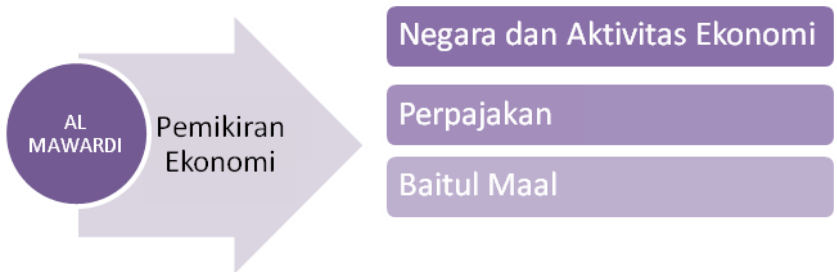 AL
MAWARDI
Pemikiran
Ekonomi
Negara dan Aktivitas Ekonomi
Perpajakan
Baitul Maal